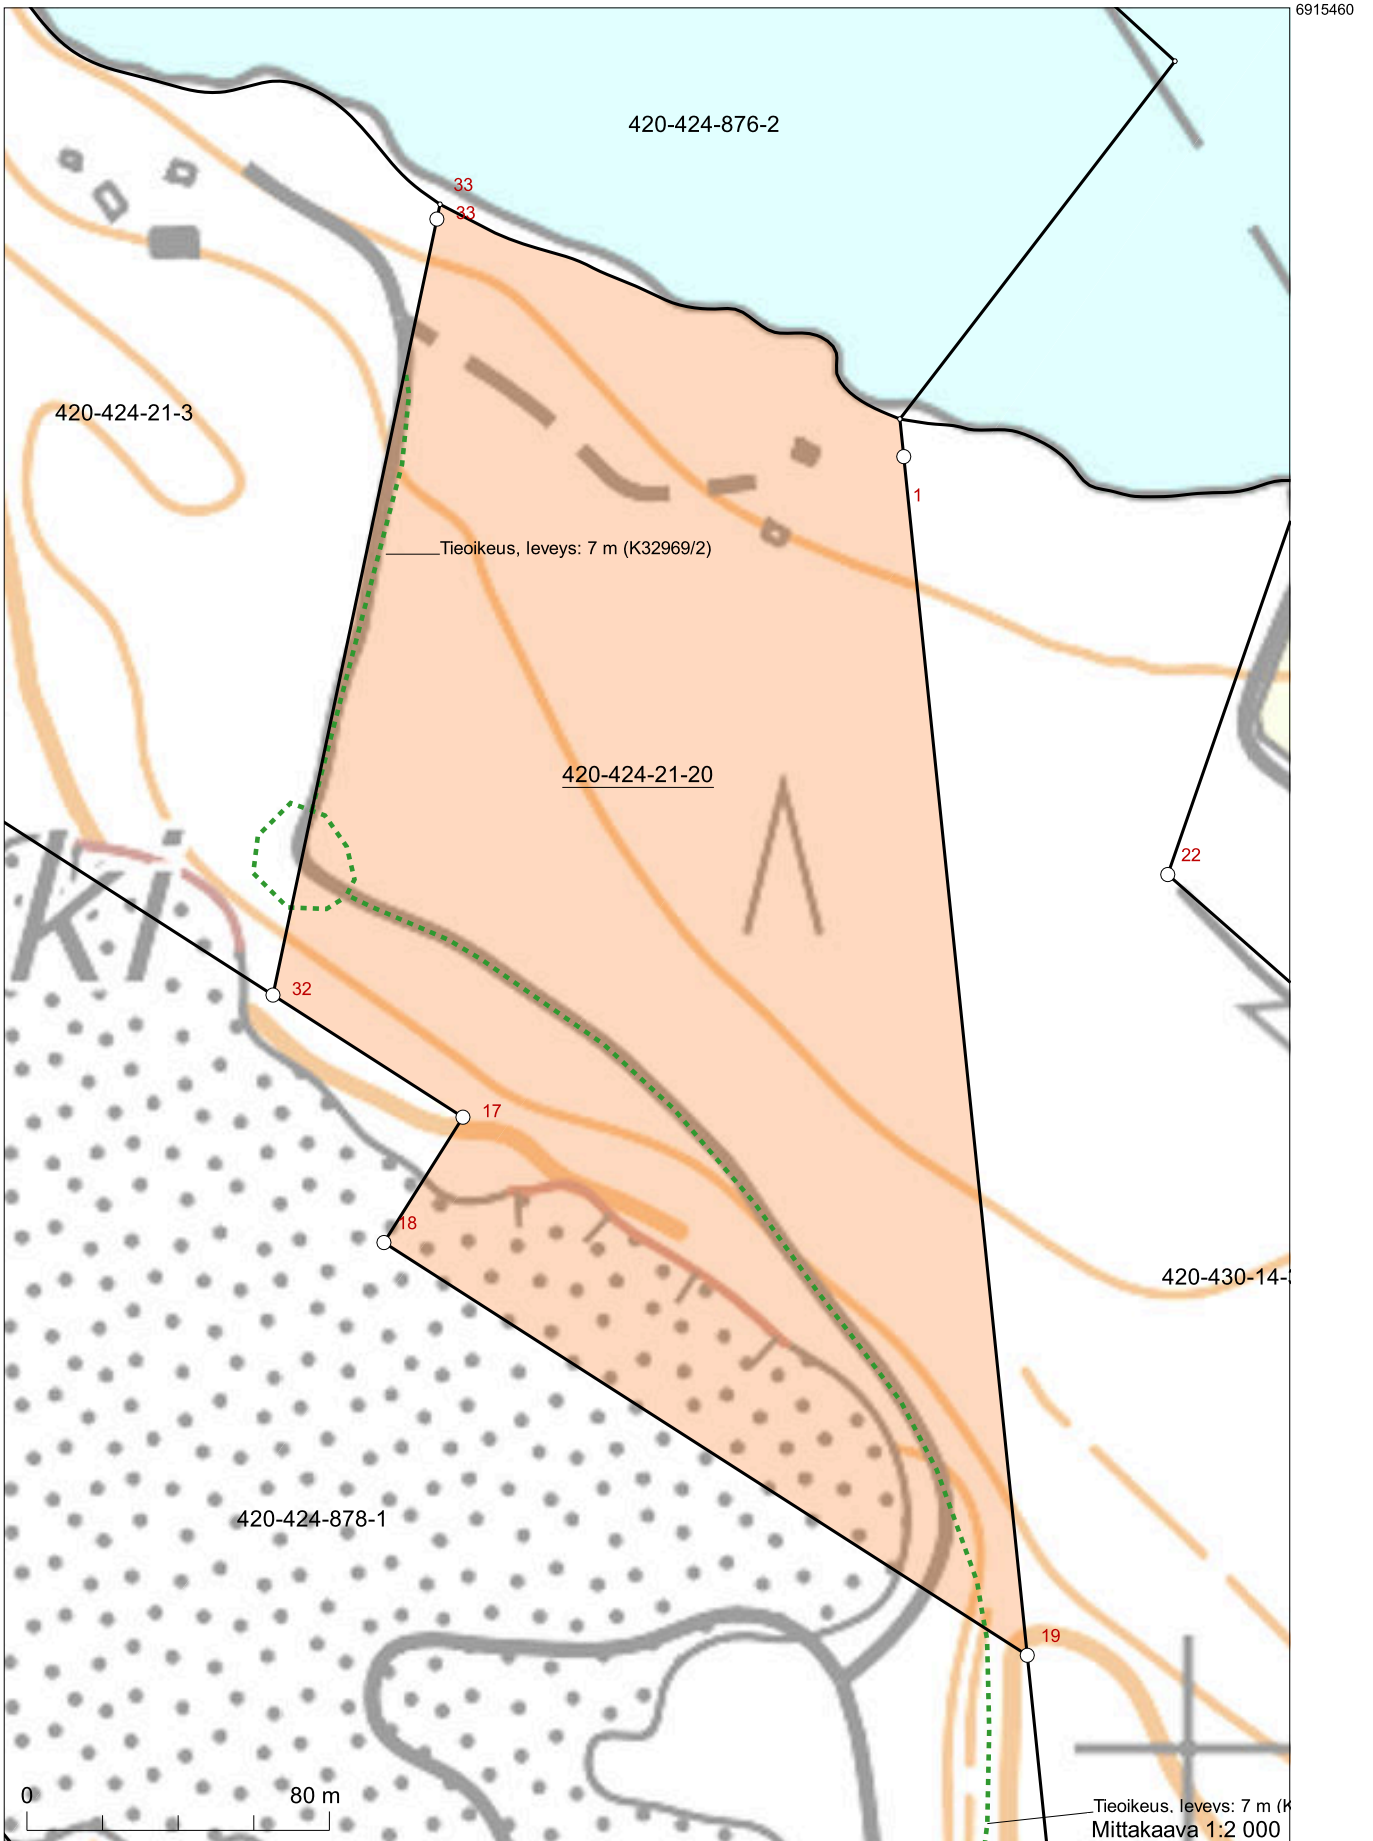 6915460
420-424-876-2
33
33
420-424-21-3
1
Tieoikeus, leveys: 7 m (K32969/2)
420-424-21-20
22
ki
32
17
18
420-430-14-
420-424-878-1
19
0 80 m
Tieoikeus, leveys: 7 m (K
Mittakaava 1:2 000